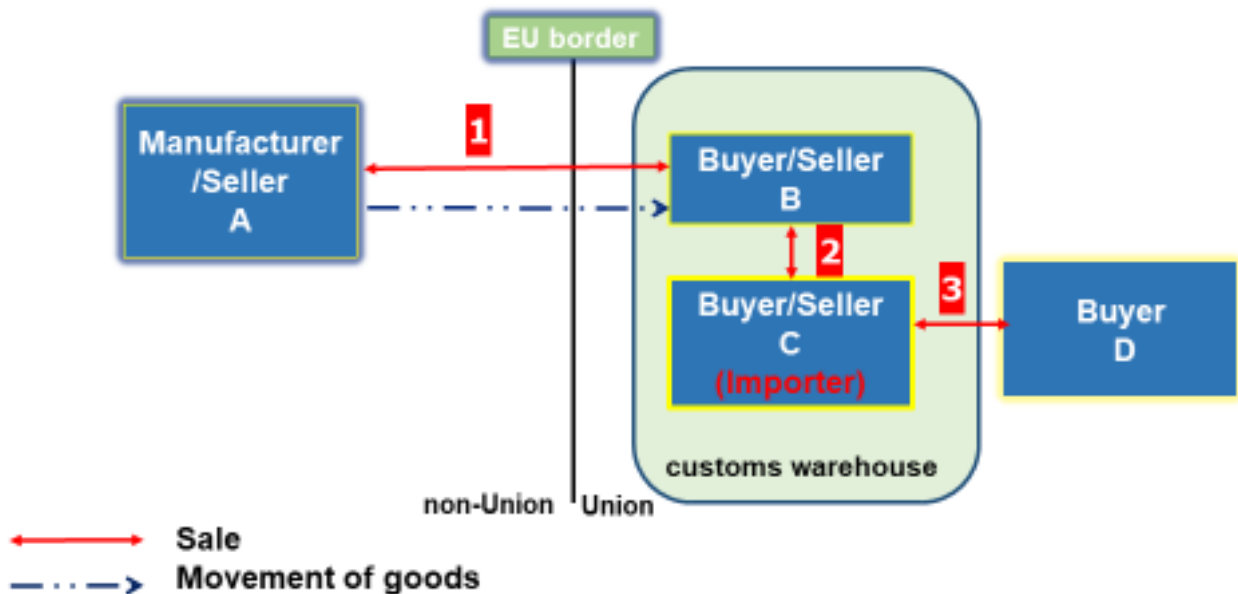 EU border
Manufacturer
/Seller
A
1
Buyer/Seller
B
2
Buyer/Seller
C
(Importer)
3
Buyer
D
customs warehouse
non-Union
Union
Sale
Movement of goods